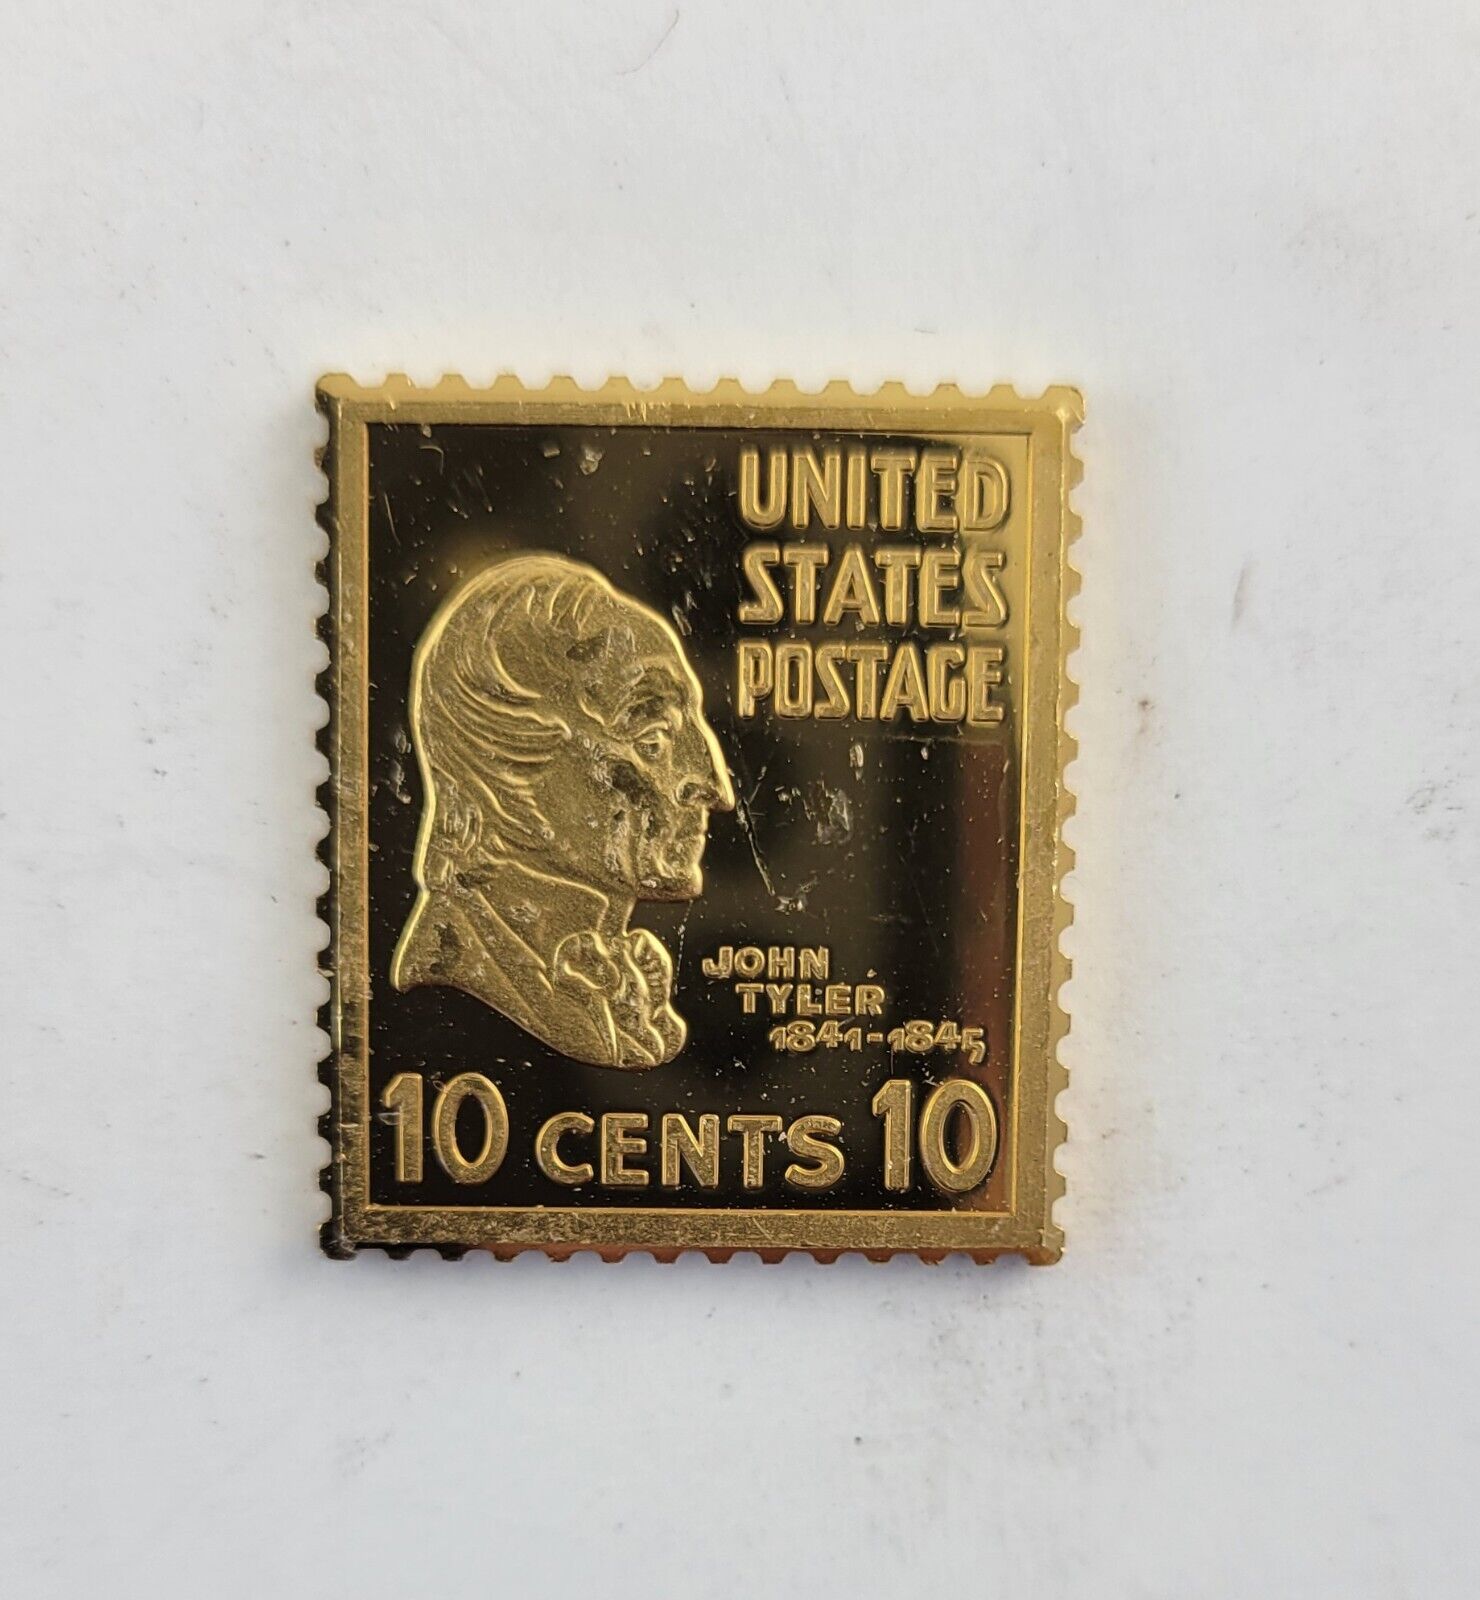 UNITED
STATES
POSTAGE
JOHN
TYLER
1841-1845
10 CENTS 10